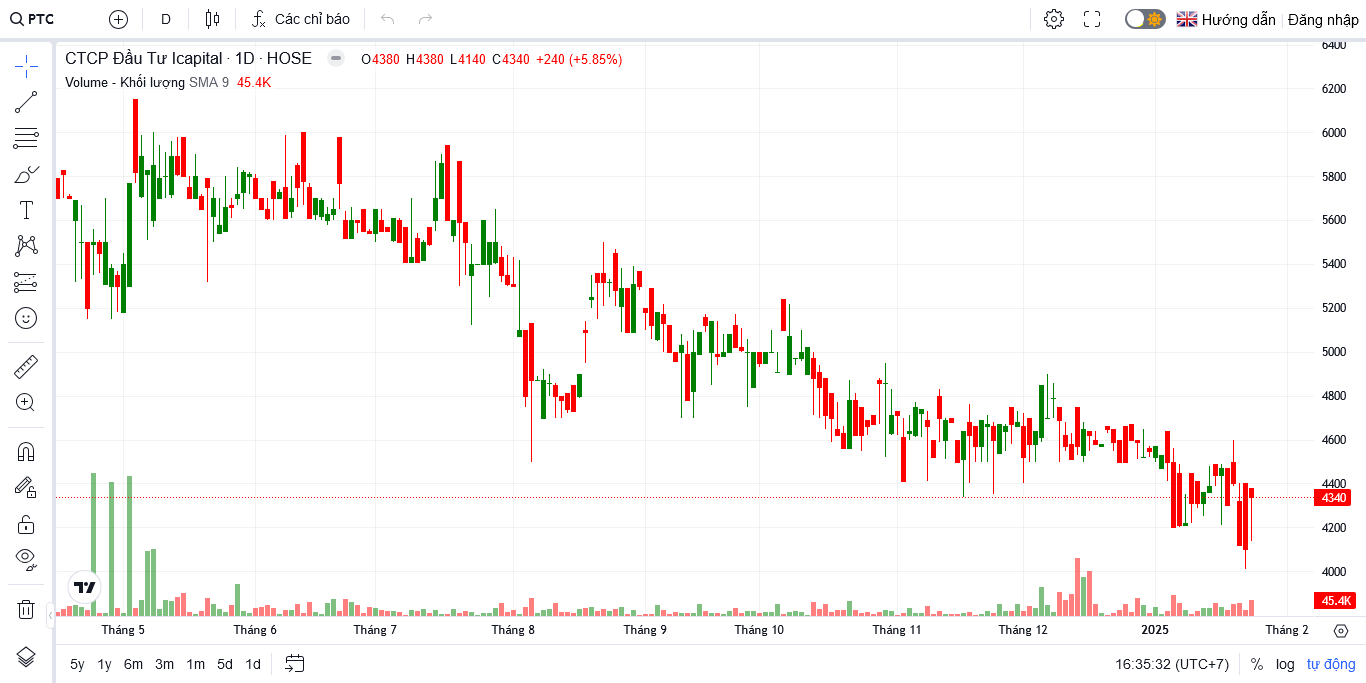 PTC D Các chỉ báo Hướng dẫn Đăng nhập
CTCP Đầu Tư Icapital · 1D · HOSE O4380 H4380 L4140 C4340 +240 (+5.85%)
Volume - Khối lượng SMA 9 45.4K
6400
6200
6000
5800
5600
5400
5200
5000
4800
4600
4400
4340
4200
4000
45.4K
Tháng 5 Tháng 6 Tháng 7 Tháng 8 Tháng 9 Tháng 10 Tháng 11 Tháng 12 2025 Tháng 2
5y 1y 6m 3m 1m 5d 1d 16:35:32 (UTC+7) % log tự động